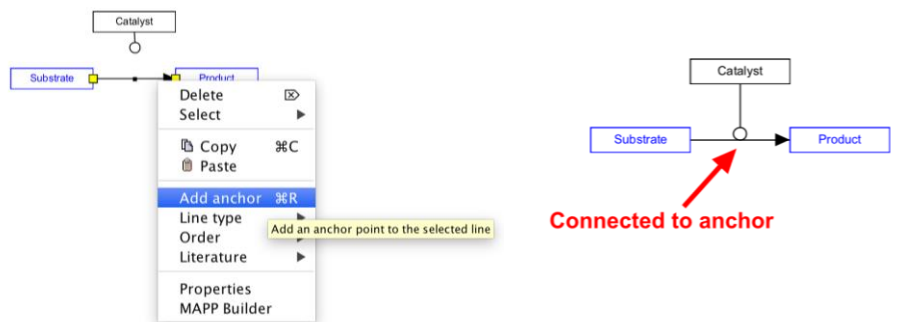 Catalyst
Substrate
Product
Delete ⌦
Select
Copy ⌘C
Paste
Add anchor ⌘R
Line type
Add an anchor point to the selected line
Order
Literature
Properties
MAPP Builder
Catalyst
Substrate
Product
Connected to anchor